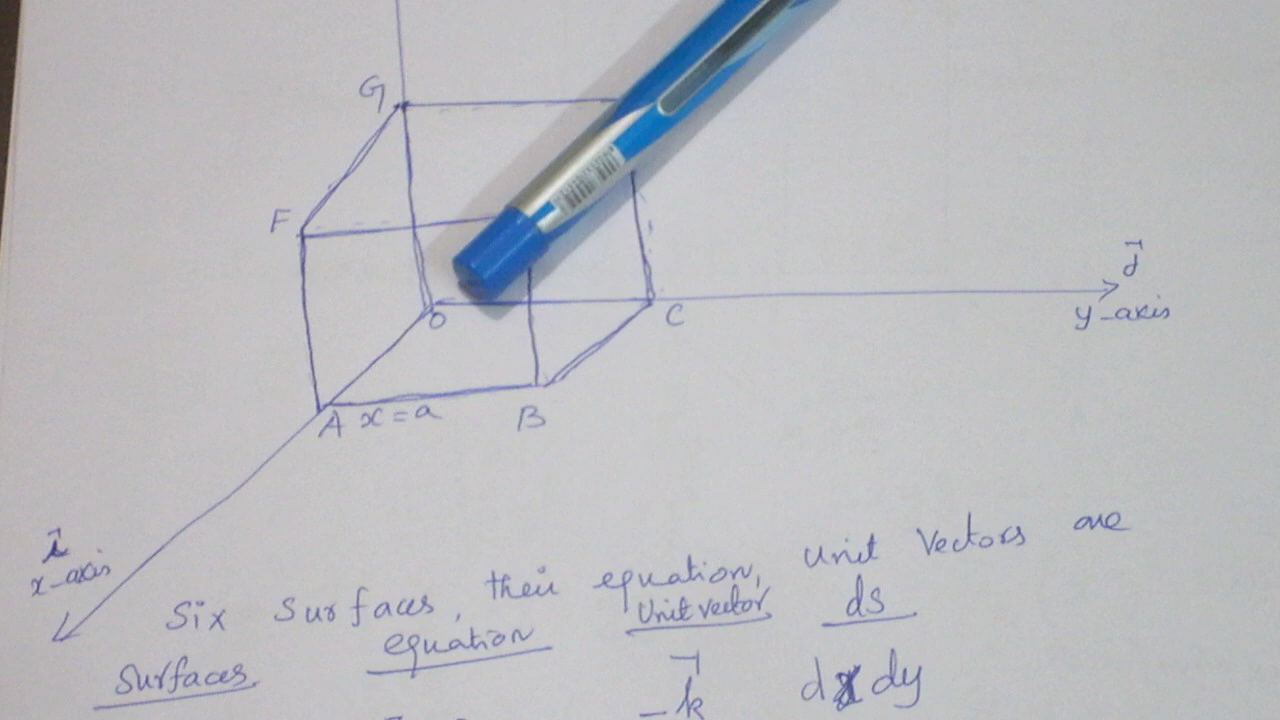 G
F
O
C
j
y-axis
A x=a
B
i
x-axis
Six Surfaces, their equation, unit vectors are
Surfaces. equation Unit vector ds
-k dx dy